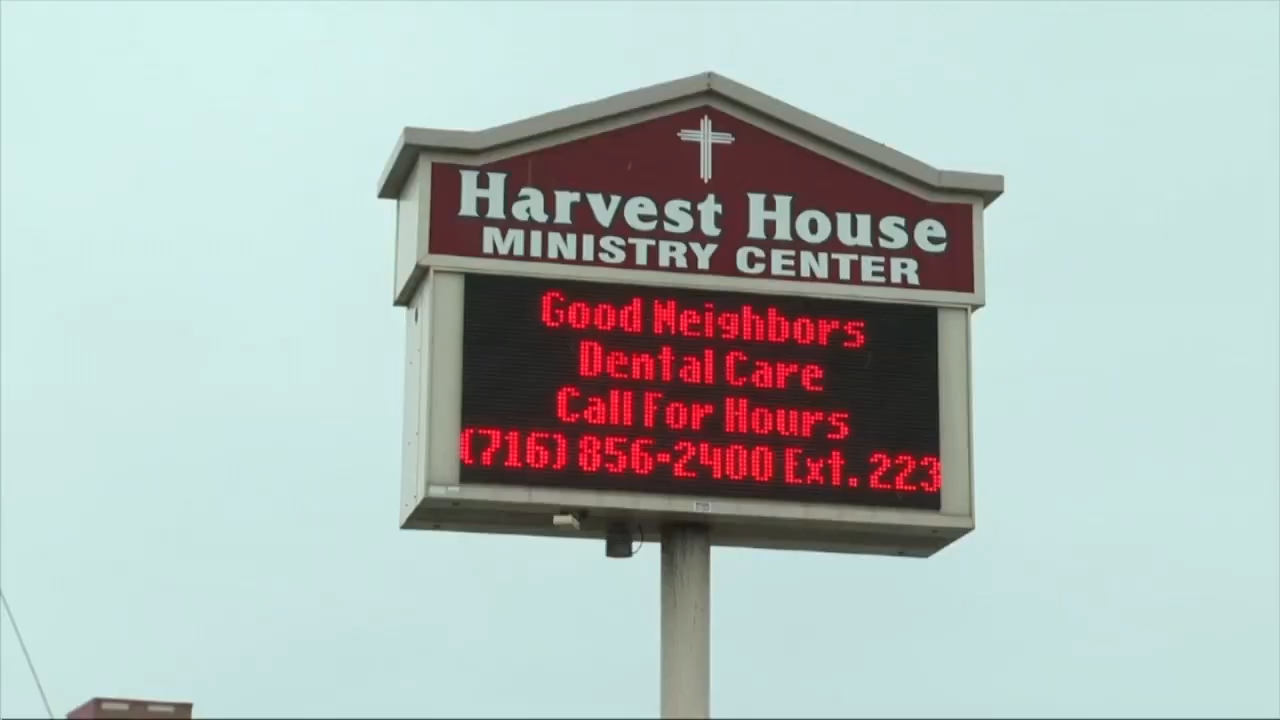 Harvest House
MINISTRY CENTER
Good Neighbors
Dental Care
Call For Hours
(716) 856-2400 Ext. 223